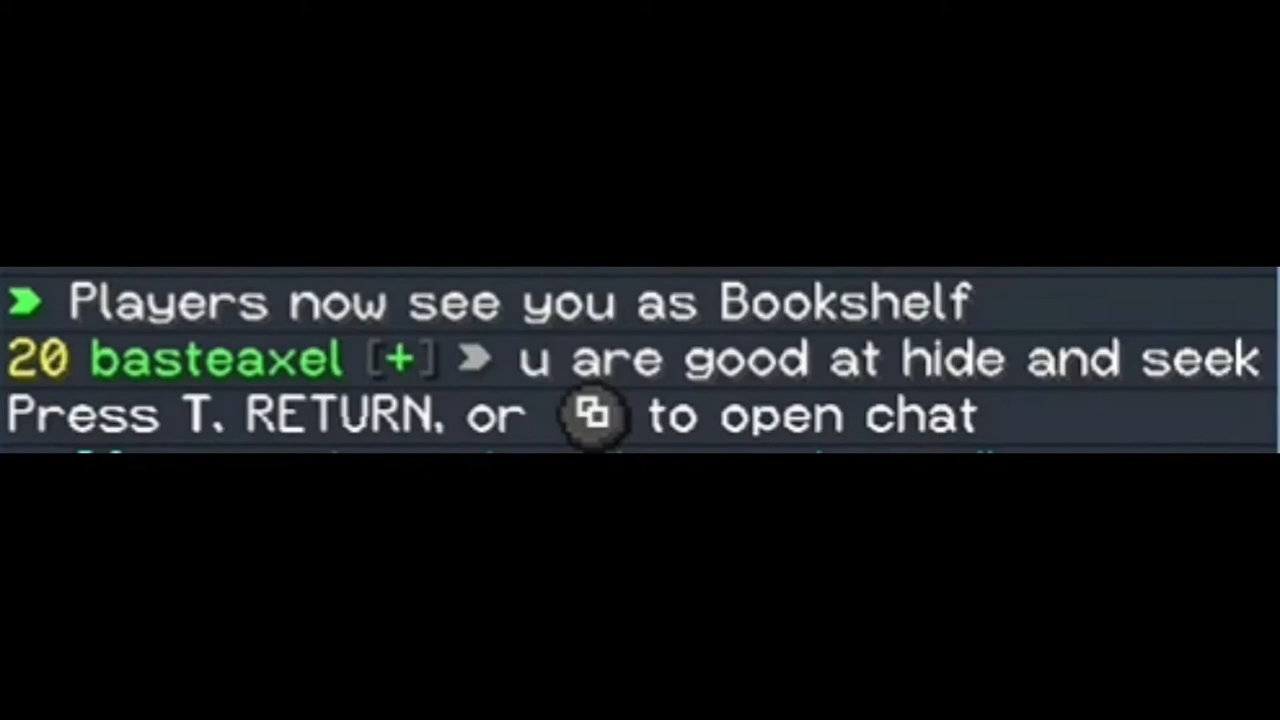 Players now see you as Bookshelf
20 basteaxel [+] u are good at hide and seek
Press T, RETURN, or to open chat